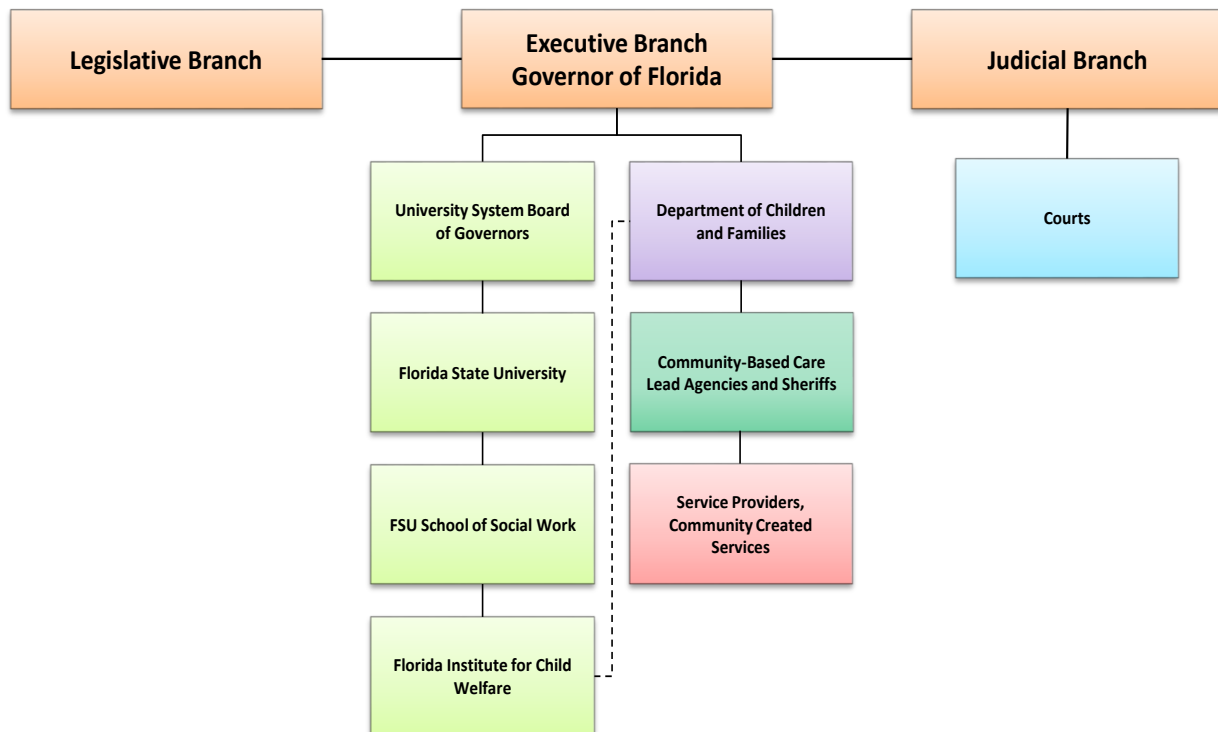 Legislative Branch
Executive Branch
Governor of Florida
Judicial Branch
University System Board
of Governors
Department of Children
and Families
Courts
Florida State University
Community-Based Care
Lead Agencies and Sheriffs
FSU School of Social Work
Service Providers,
Community Created
Services
Florida Institute for Child
Welfare